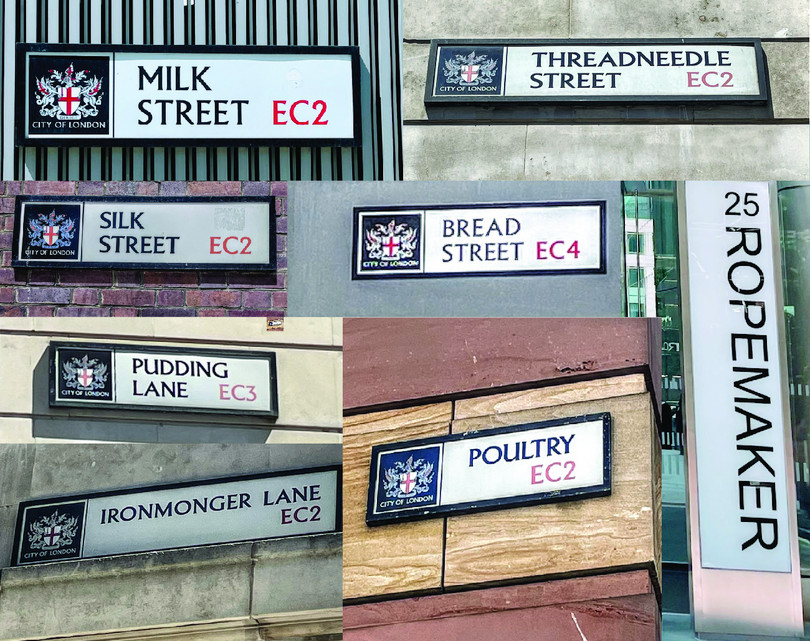 MILK
STREET EC2
CITY OF LONDON
THREADNEEDLE
STREET EC2
CITY OF LONDON
SILK
STREET EC2
CITY OF LONDON
BREAD
STREET EC4
CITY OF LONDON
25 ROPEMAKER
PUDDING
LANE EC3
CITY OF LONDON
POULTRY
EC2
CITY OF LONDON
IRONMONGER LANE
EC2
CITY OF LONDON